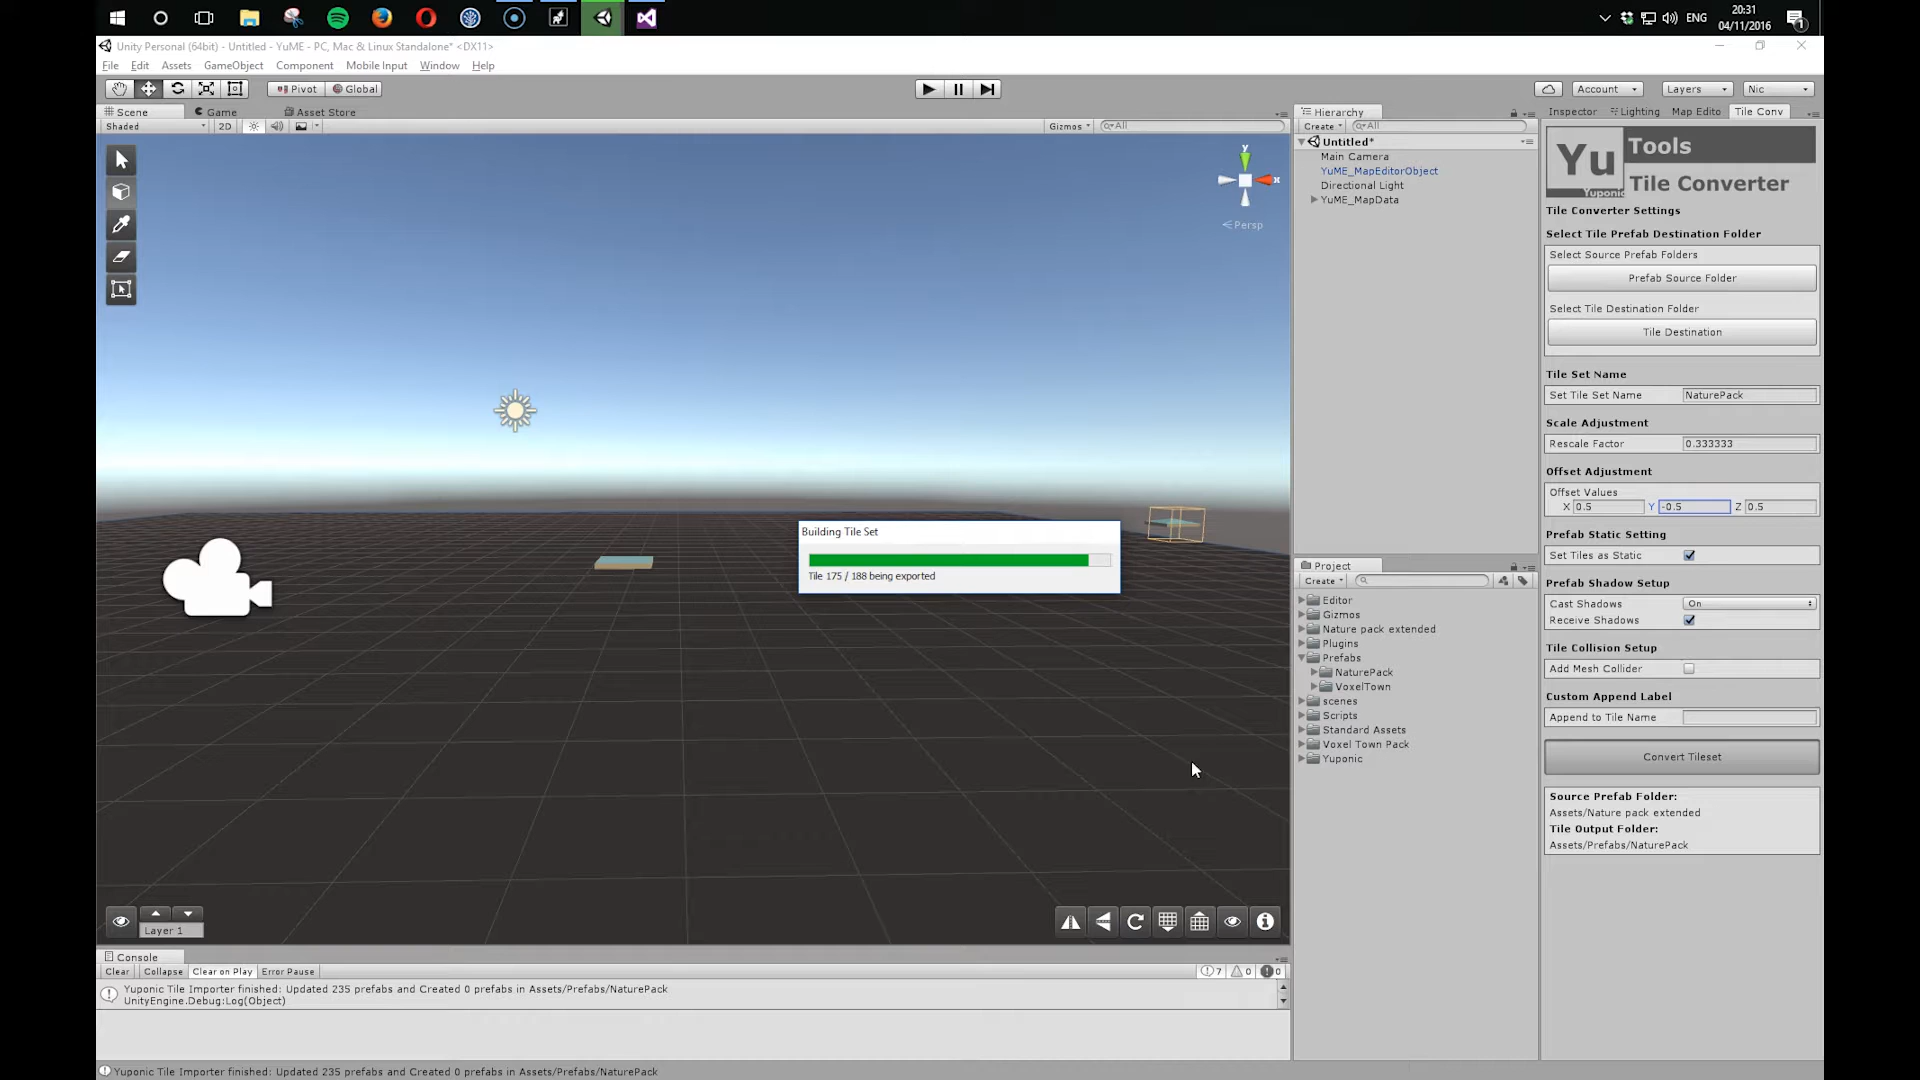 ENG
20:31
04/11/2016
1
Unity Personal (64bit) - Untitled - YuME - PC, Mac & Linux Standalone* <DX11>
File Edit Assets GameObject Component Mobile Input Window Help
Pivot Global
Account Layers Nic
Scene Game Asset Store
Shaded 2D Gizmos All
y
x
Persp
Building Tile Set
Tile 175 / 188 being exported
Layer 1
Console
Clear Collapse Clear on Play Error Pause 7 0 0
Yuponic Tile Importer finished: Updated 235 prefabs and Created 0 prefabs in Assets/Prefabs/NaturePack
UnityEngine.Debug:Log(Object)
Yuponic Tile Importer finished: Updated 235 prefabs and Created 0 prefabs in Assets/Prefabs/NaturePack
Hierarchy
Create All
Untitled*
Main Camera
YuME_MapEditorObject
Directional Light
YuME_MapData
Project
Create
Editor
Gizmos
Nature pack extended
Plugins
Prefabs
NaturePack
VoxelTown
scenes
Scripts
Standard Assets
Voxel Town Pack
Yuponic
Inspector Lighting Map Edito Tile Conv
Yu
Yuponic
Tools
Tile Converter
Tile Converter Settings
Select Tile Prefab Destination Folder
Select Source Prefab Folders
Prefab Source Folder
Select Tile Destination Folder
Tile Destination
Tile Set Name
Set Tile Set Name NaturePack
Scale Adjustment
Rescale Factor 0.333333
Offset Adjustment
Offset Values
X 0.5 Y -0.5 Z 0.5
Prefab Static Setting
Set Tiles as Static
Prefab Shadow Setup
Cast Shadows On
Receive Shadows
Tile Collision Setup
Add Mesh Collider
Custom Append Label
Append to Tile Name
Convert Tileset
Source Prefab Folder:
Assets/Nature pack extended
Tile Output Folder:
Assets/Prefabs/NaturePack